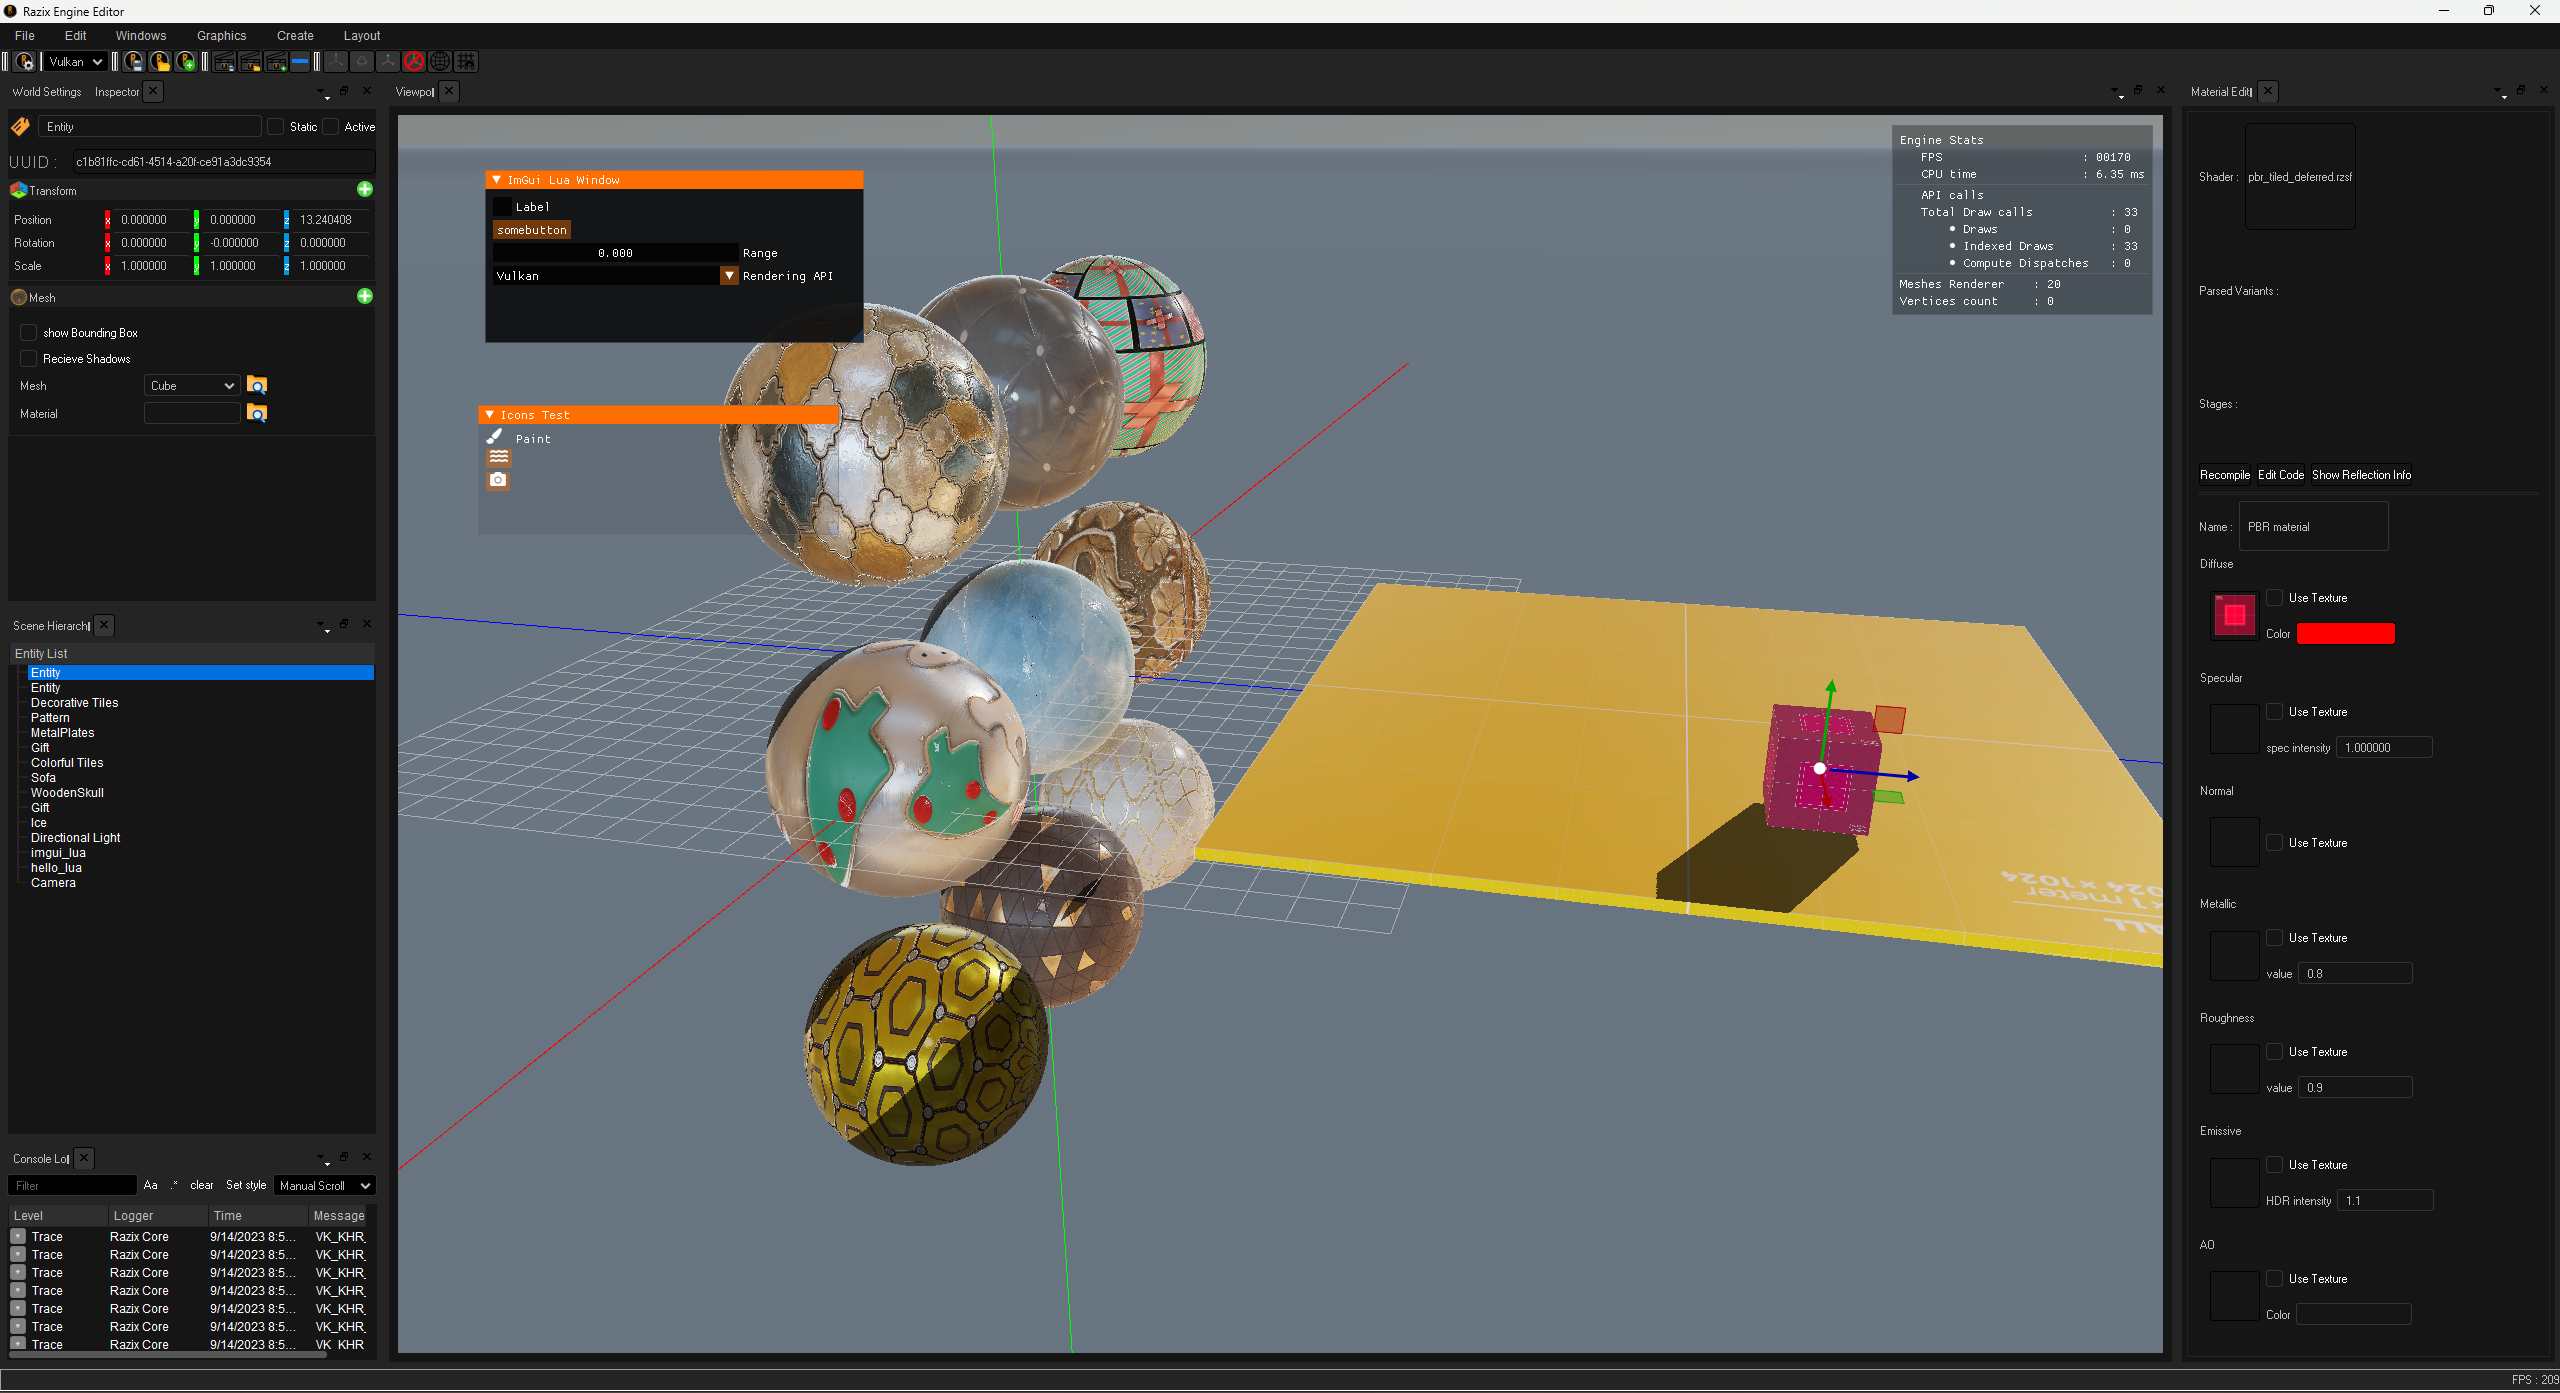 Razix Engine Editor
File Edit Windows Graphics Create Layout
Vulkan
World Settings Inspector
Entity Static Active
UUID : c1b81ffc-cd61-4514-a20f-ce91a3dc9354
Transform
Position x 0.000000 y 0.000000 z 13.240408
Rotation x 0.000000 y -0.000000 z 0.000000
Scale x 1.000000 y 1.000000 z 1.000000
Mesh
show Bounding Box
Recieve Shadows
Mesh Cube
Material
Scene Hierarchi
Entity List
Entity
Entity
Decorative Tiles
Pattern
MetalPlates
Gift
Colorful Tiles
Sofa
WoodenSkull
Gift
Ice
Directional Light
imgui_lua
hello_lua
Camera
Console Lo
Filter Aa .* clear Set style Manual Scroll
Level Logger Time Message
Trace Razix Core 9/14/2023 8:5... VK_KHR_
Trace Razix Core 9/14/2023 8:5... VK_KHR_
Trace Razix Core 9/14/2023 8:5... VK_KHR_
Trace Razix Core 9/14/2023 8:5... VK_KHR_
Trace Razix Core 9/14/2023 8:5... VK_KHR_
Trace Razix Core 9/14/2023 8:5... VK_KHR_
Trace Razix Core 9/14/2023 8:5... VK_KHR
Viewpo
ImGui Lua Window
Label
somebutton
0.000 Range
Vulkan Rendering API
Icons Test
Paint
Engine Stats
FPS : 00170
CPU time : 6.35 ms
API calls
Total Draw calls : 33
• Draws : 0
• Indexed Draws : 33
• Compute Dispatches : 0
Meshes Renderer : 20
Vertices count : 0
024 x 1024
x 1 meter
ALL
Material Edit
Shader : pbr_tiled_deferred.rzsf
Parsed Variants :
Stages :
Recompile Edit Code Show Reflection Info
Name : PBR material
Diffuse
Use Texture
Color
Specular
Use Texture
spec intensity 1.000000
Normal
Use Texture
Metallic
Use Texture
value 0.8
Roughness
Use Texture
value 0.9
Emissive
Use Texture
HDR intensity 1.1
AO
Use Texture
Color
FPS : 209